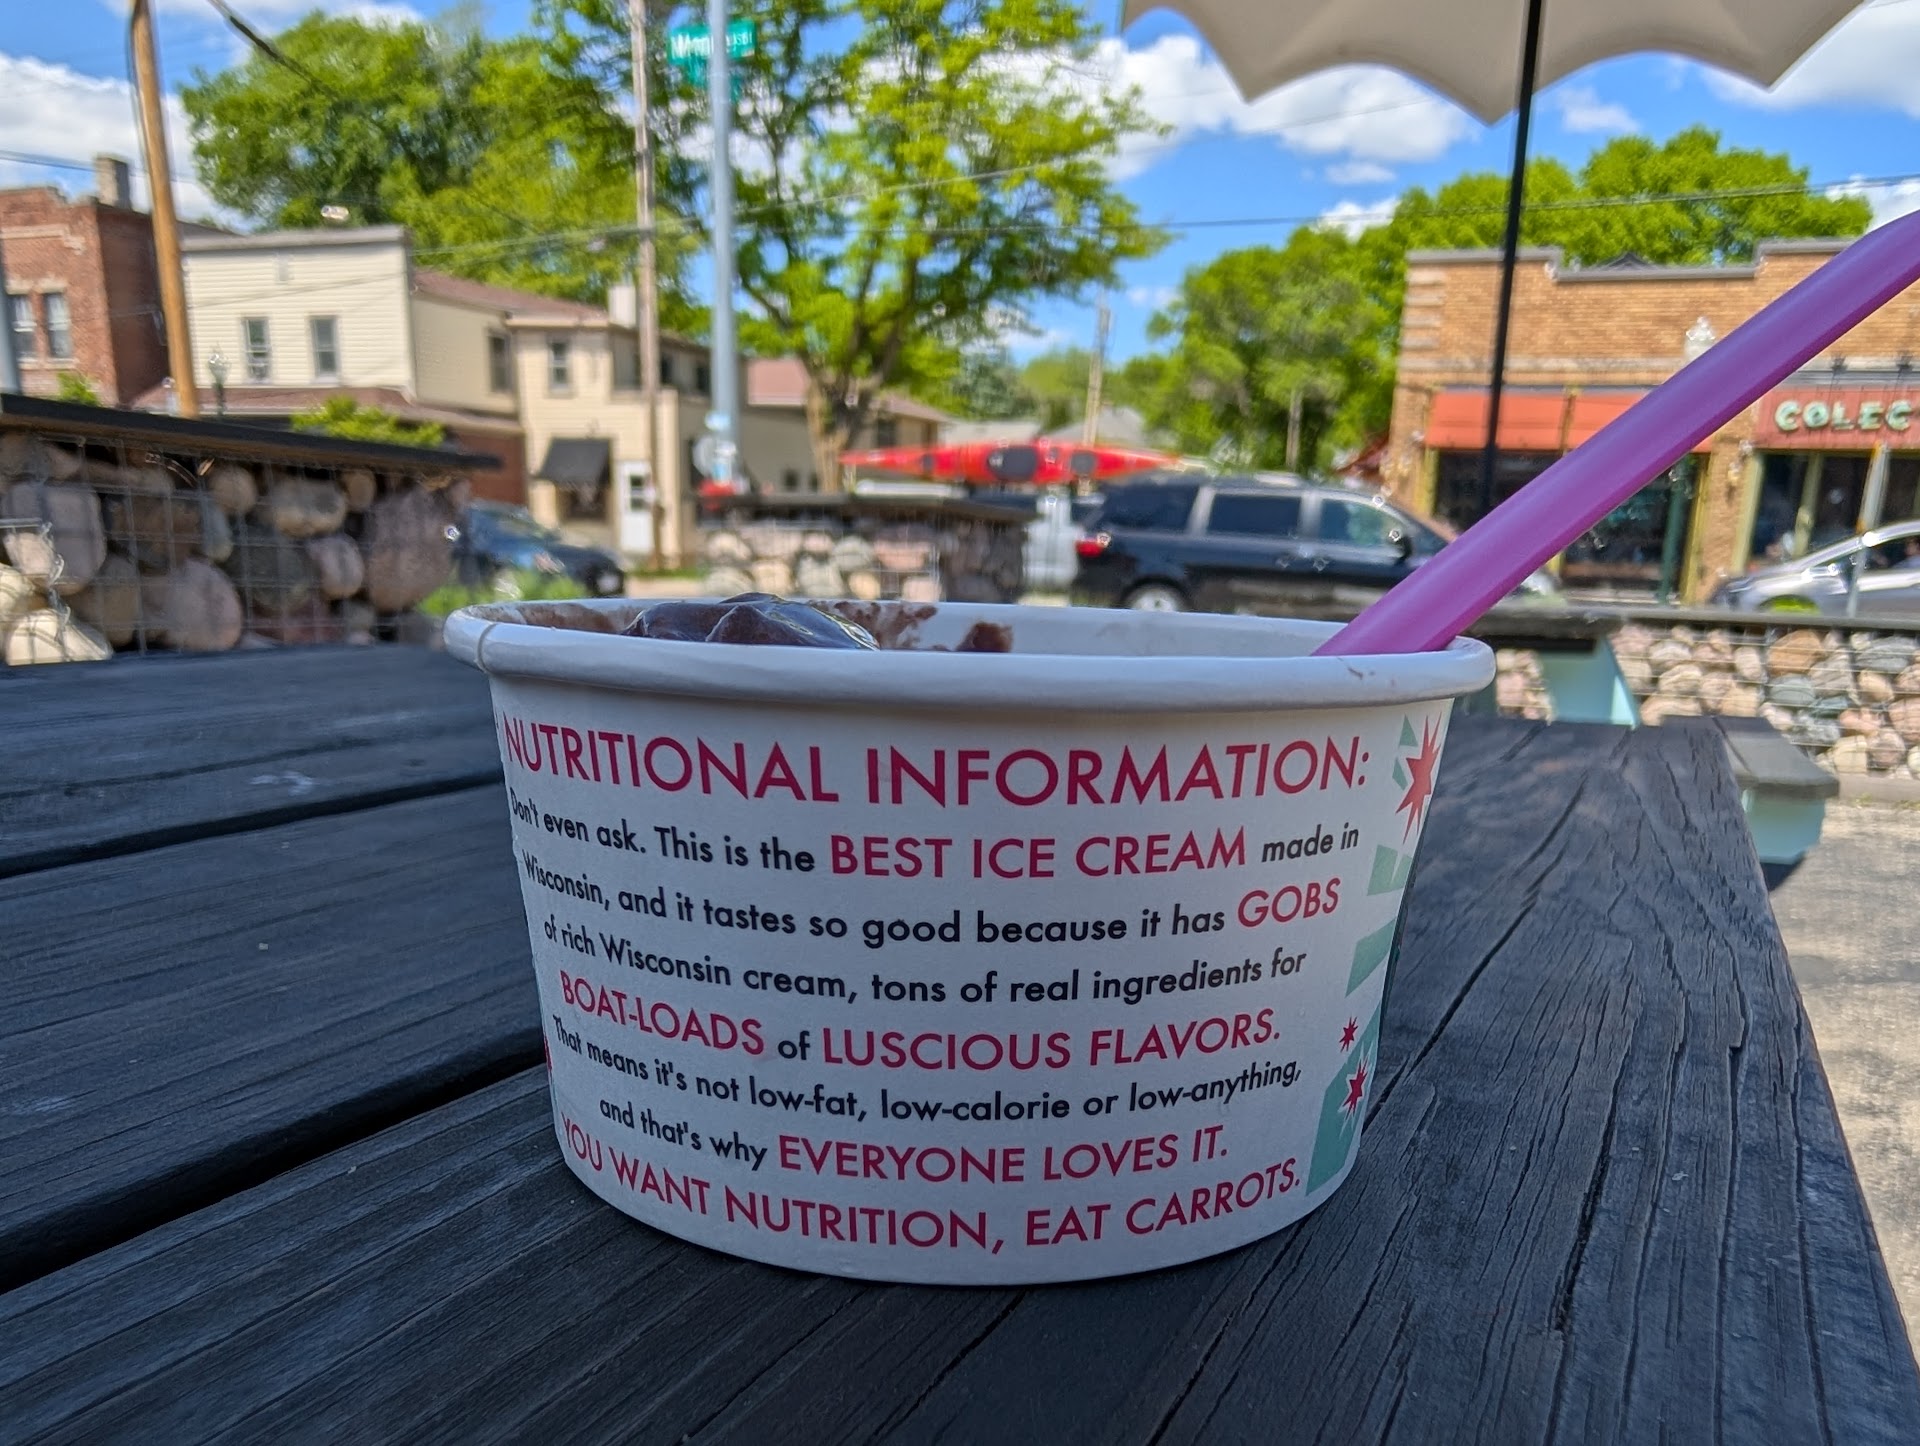 COLEC
NUTRITIONAL INFORMATION:
Don't even ask. This is the BEST ICE CREAM made in
Wisconsin, and it tastes so good because it has GOBS
of rich Wisconsin cream, tons of real ingredients for
BOAT-LOADS of LUSCIOUS FLAVORS.
That means it's not low-fat, low-calorie or low-anything,
and that's why EVERYONE LOVES IT.
YOU WANT NUTRITION, EAT CARROTS.